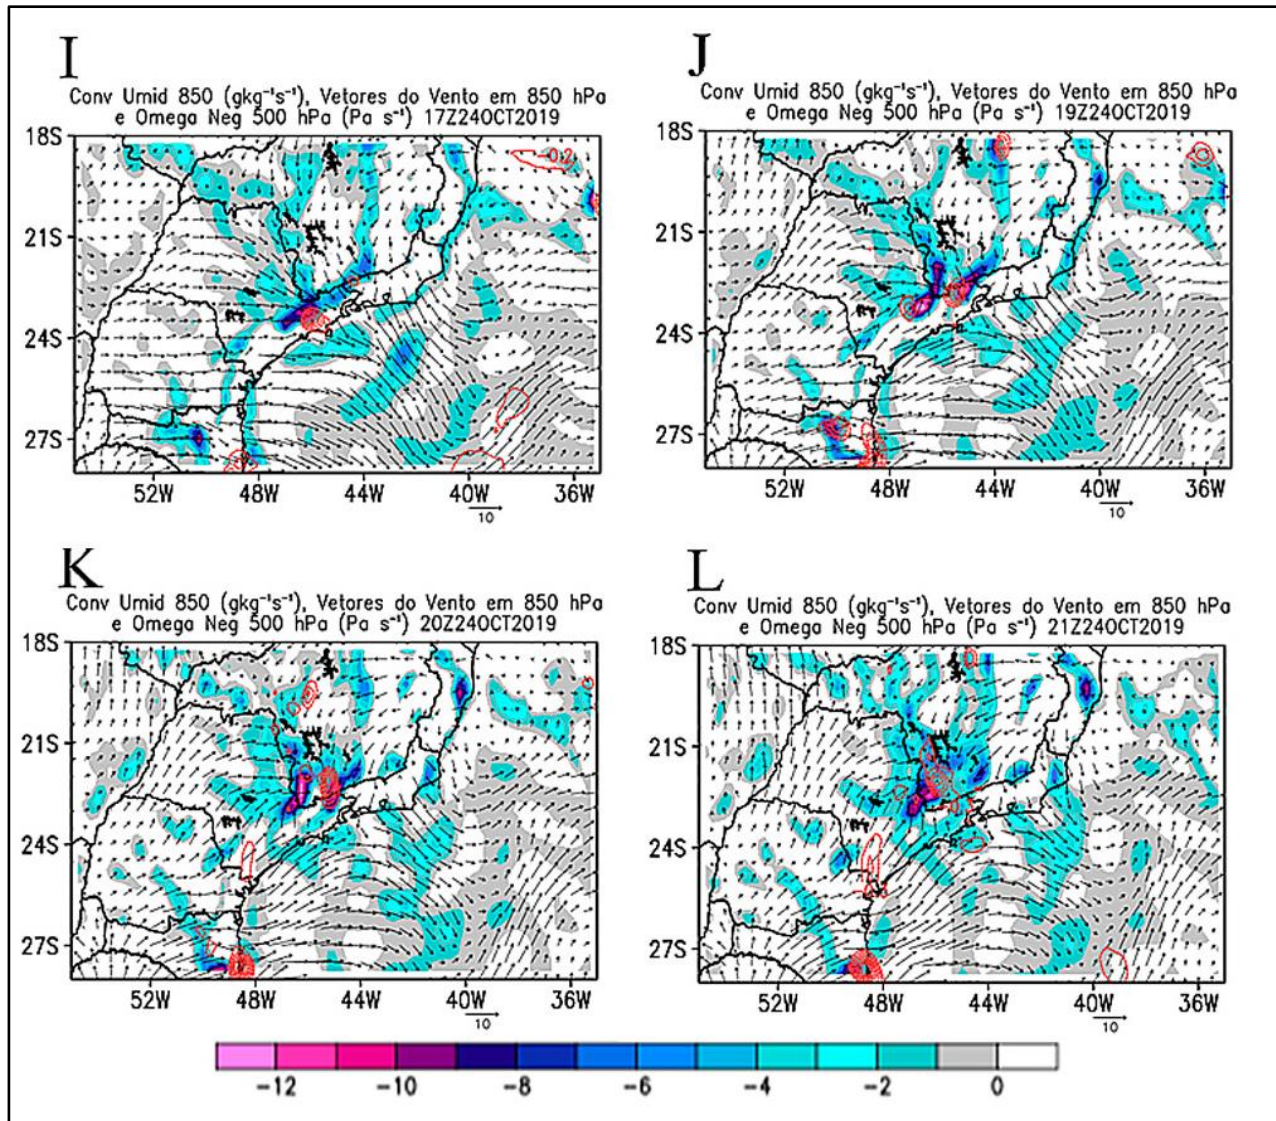 I
Conv Umid 850 (gkg⁻¹s⁻¹), Vetores do Vento em 850 hPa
e Omega Neg 500 hPa (Pa s⁻¹) 17Z24OCT2019
-0.2
18S
21S
24S
27S
52W 48W 44W 40W 36W
10
J
Conv Umid 850 (gkg⁻¹s⁻¹), Vetores do Vento em 850 hPa
e Omega Neg 500 hPa (Pa s⁻¹) 19Z24OCT2019
18S
21S
24S
27S
52W 48W 44W 40W 36W
10
K
Conv Umid 850 (gkg⁻¹s⁻¹), Vetores do Vento em 850 hPa
e Omega Neg 500 hPa (Pa s⁻¹) 20Z24OCT2019
18S
21S
24S
27S
52W 48W 44W 40W 36W
10
L
Conv Umid 850 (gkg⁻¹s⁻¹), Vetores do Vento em 850 hPa
e Omega Neg 500 hPa (Pa s⁻¹) 21Z24OCT2019
18S
21S
24S
27S
52W 48W 44W 40W 36W
10
-12 -10 -8 -6 -4 -2 0